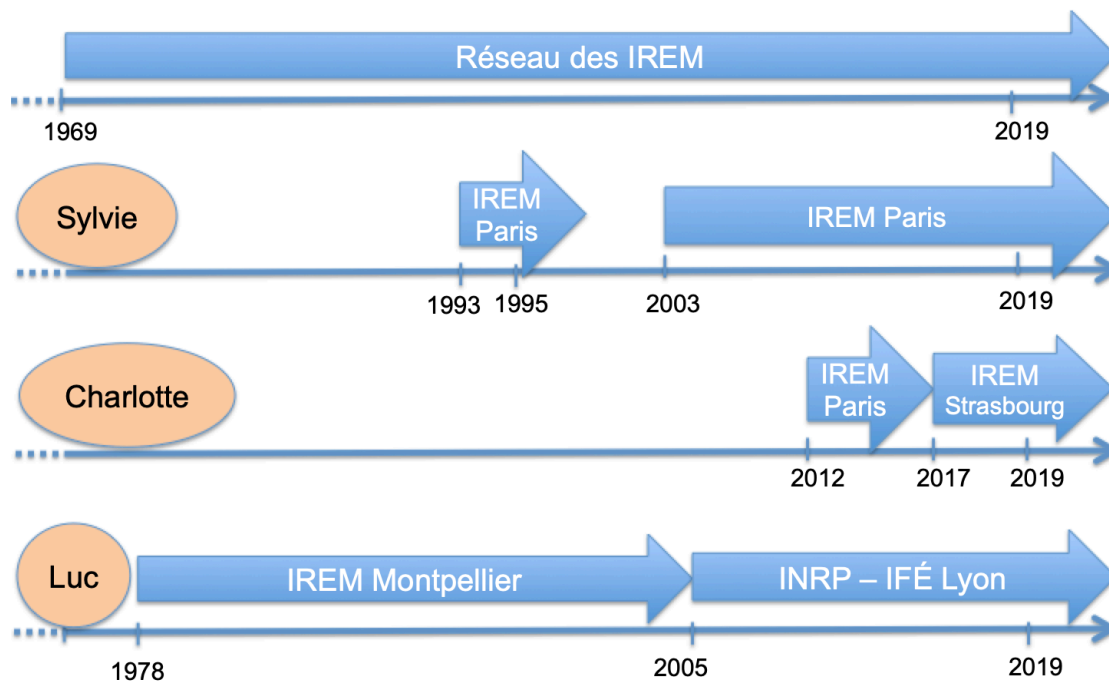 Réseau des IREM
1969
2019
Sylvie
IREM
Paris
IREM Paris
1993
1995
2003
2019
Charlotte
IREM
Paris
IREM
Strasbourg
2012
2017
2019
Luc
IREM Montpellier
INRP – IFÉ Lyon
1978
2005
2019